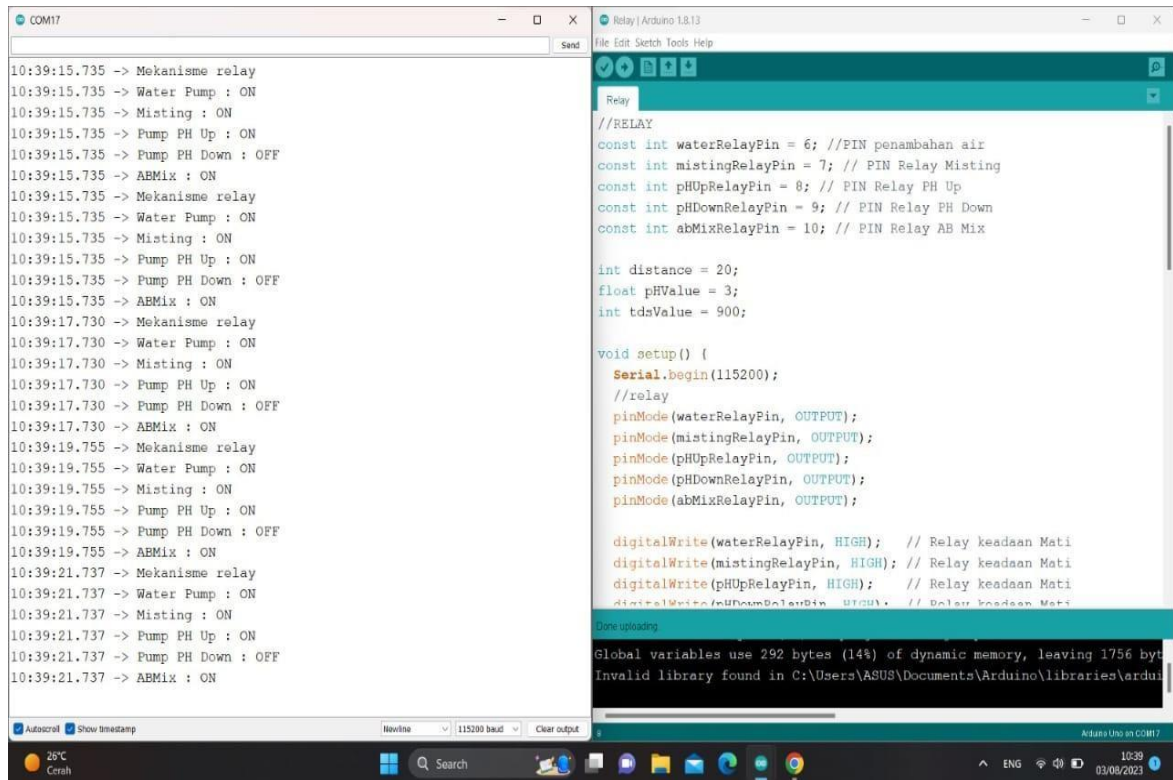 COM17
Send
10:39:15.735 -> Mekanisme relay
10:39:15.735 -> Water Pump : ON
10:39:15.735 -> Misting : ON
10:39:15.735 -> Pump PH Up : ON
10:39:15.735 -> Pump PH Down : OFF
10:39:15.735 -> ABMix : ON
10:39:15.735 -> Mekanisme relay
10:39:15.735 -> Water Pump : ON
10:39:15.735 -> Misting : ON
10:39:15.735 -> Pump PH Up : ON
10:39:15.735 -> Pump PH Down : OFF
10:39:15.735 -> ABMix : ON
10:39:17.730 -> Mekanisme relay
10:39:17.730 -> Water Pump : ON
10:39:17.730 -> Misting : ON
10:39:17.730 -> Pump PH Up : ON
10:39:17.730 -> Pump PH Down : OFF
10:39:17.730 -> ABMix : ON
10:39:19.755 -> Mekanisme relay
10:39:19.755 -> Water Pump : ON
10:39:19.755 -> Misting : ON
10:39:19.755 -> Pump PH Up : ON
10:39:19.755 -> Pump PH Down : OFF
10:39:19.755 -> ABMix : ON
10:39:21.737 -> Mekanisme relay
10:39:21.737 -> Water Pump : ON
10:39:21.737 -> Misting : ON
10:39:21.737 -> Pump PH Up : ON
10:39:21.737 -> Pump PH Down : OFF
10:39:21.737 -> ABMix : ON
Autoscroll Show timestamp Newline 115200 baud Clear output
Relay | Arduino 1.8.13
File Edit Sketch Tools Help
Relay
//RELAY
const int waterRelayPin = 6; //PIN penambahan air
const int mistingRelayPin = 7; // PIN Relay Misting
const int pHUpRelayPin = 8; // PIN Relay PH Up
const int pHDownRelayPin = 9; // PIN Relay PH Down
const int abMixRelayPin = 10; // PIN Relay AB Mix
int distance = 20;
float pHValue = 3;
int tdsValue = 900;
void setup() {
Serial.begin(115200);
//relay
pinMode(waterRelayPin, OUTPUT);
pinMode(mistingRelayPin, OUTPUT);
pinMode(pHUpRelayPin, OUTPUT);
pinMode(pHDownRelayPin, OUTPUT);
pinMode(abMixRelayPin, OUTPUT);
digitalWrite(waterRelayPin, HIGH); // Relay keadaan Mati
digitalWrite(mistingRelayPin, HIGH); // Relay keadaan Mati
digitalWrite(pHUpRelayPin, HIGH); // Relay keadaan Mati
digitalWrite(pHDownRelayPin, HIGH); // Relay keadaan Mati
Done uploading.
Global variables use 292 bytes (14%) of dynamic memory, leaving 1756 byt
Invalid library found in C:\Users\ASUS\Documents\Arduino\libraries\ardui
Arduino Uno on COM17
26°C
Cerah
Search
ENG
10:39
03/08/2023